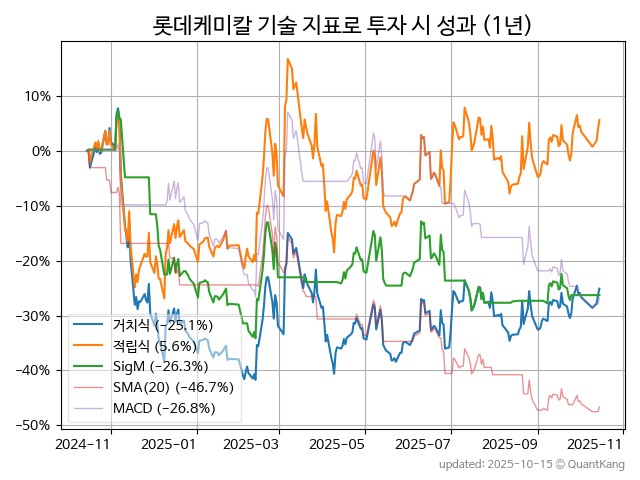 롯데케미칼 기술 지표로 투자 시 성과 (1년)
10%
0%
−10%
−20%
−30%
−40%
−50%
거치식 (−25.1%)
적립식 (5.6%)
SigM (−26.3%)
SMA(20) (−46.7%)
MACD (−26.8%)
2024-11
2025-01
2025-03
2025-05
2025-07
2025-09
2025-11
updated: 2025-10-15 ⓒ QuantKang